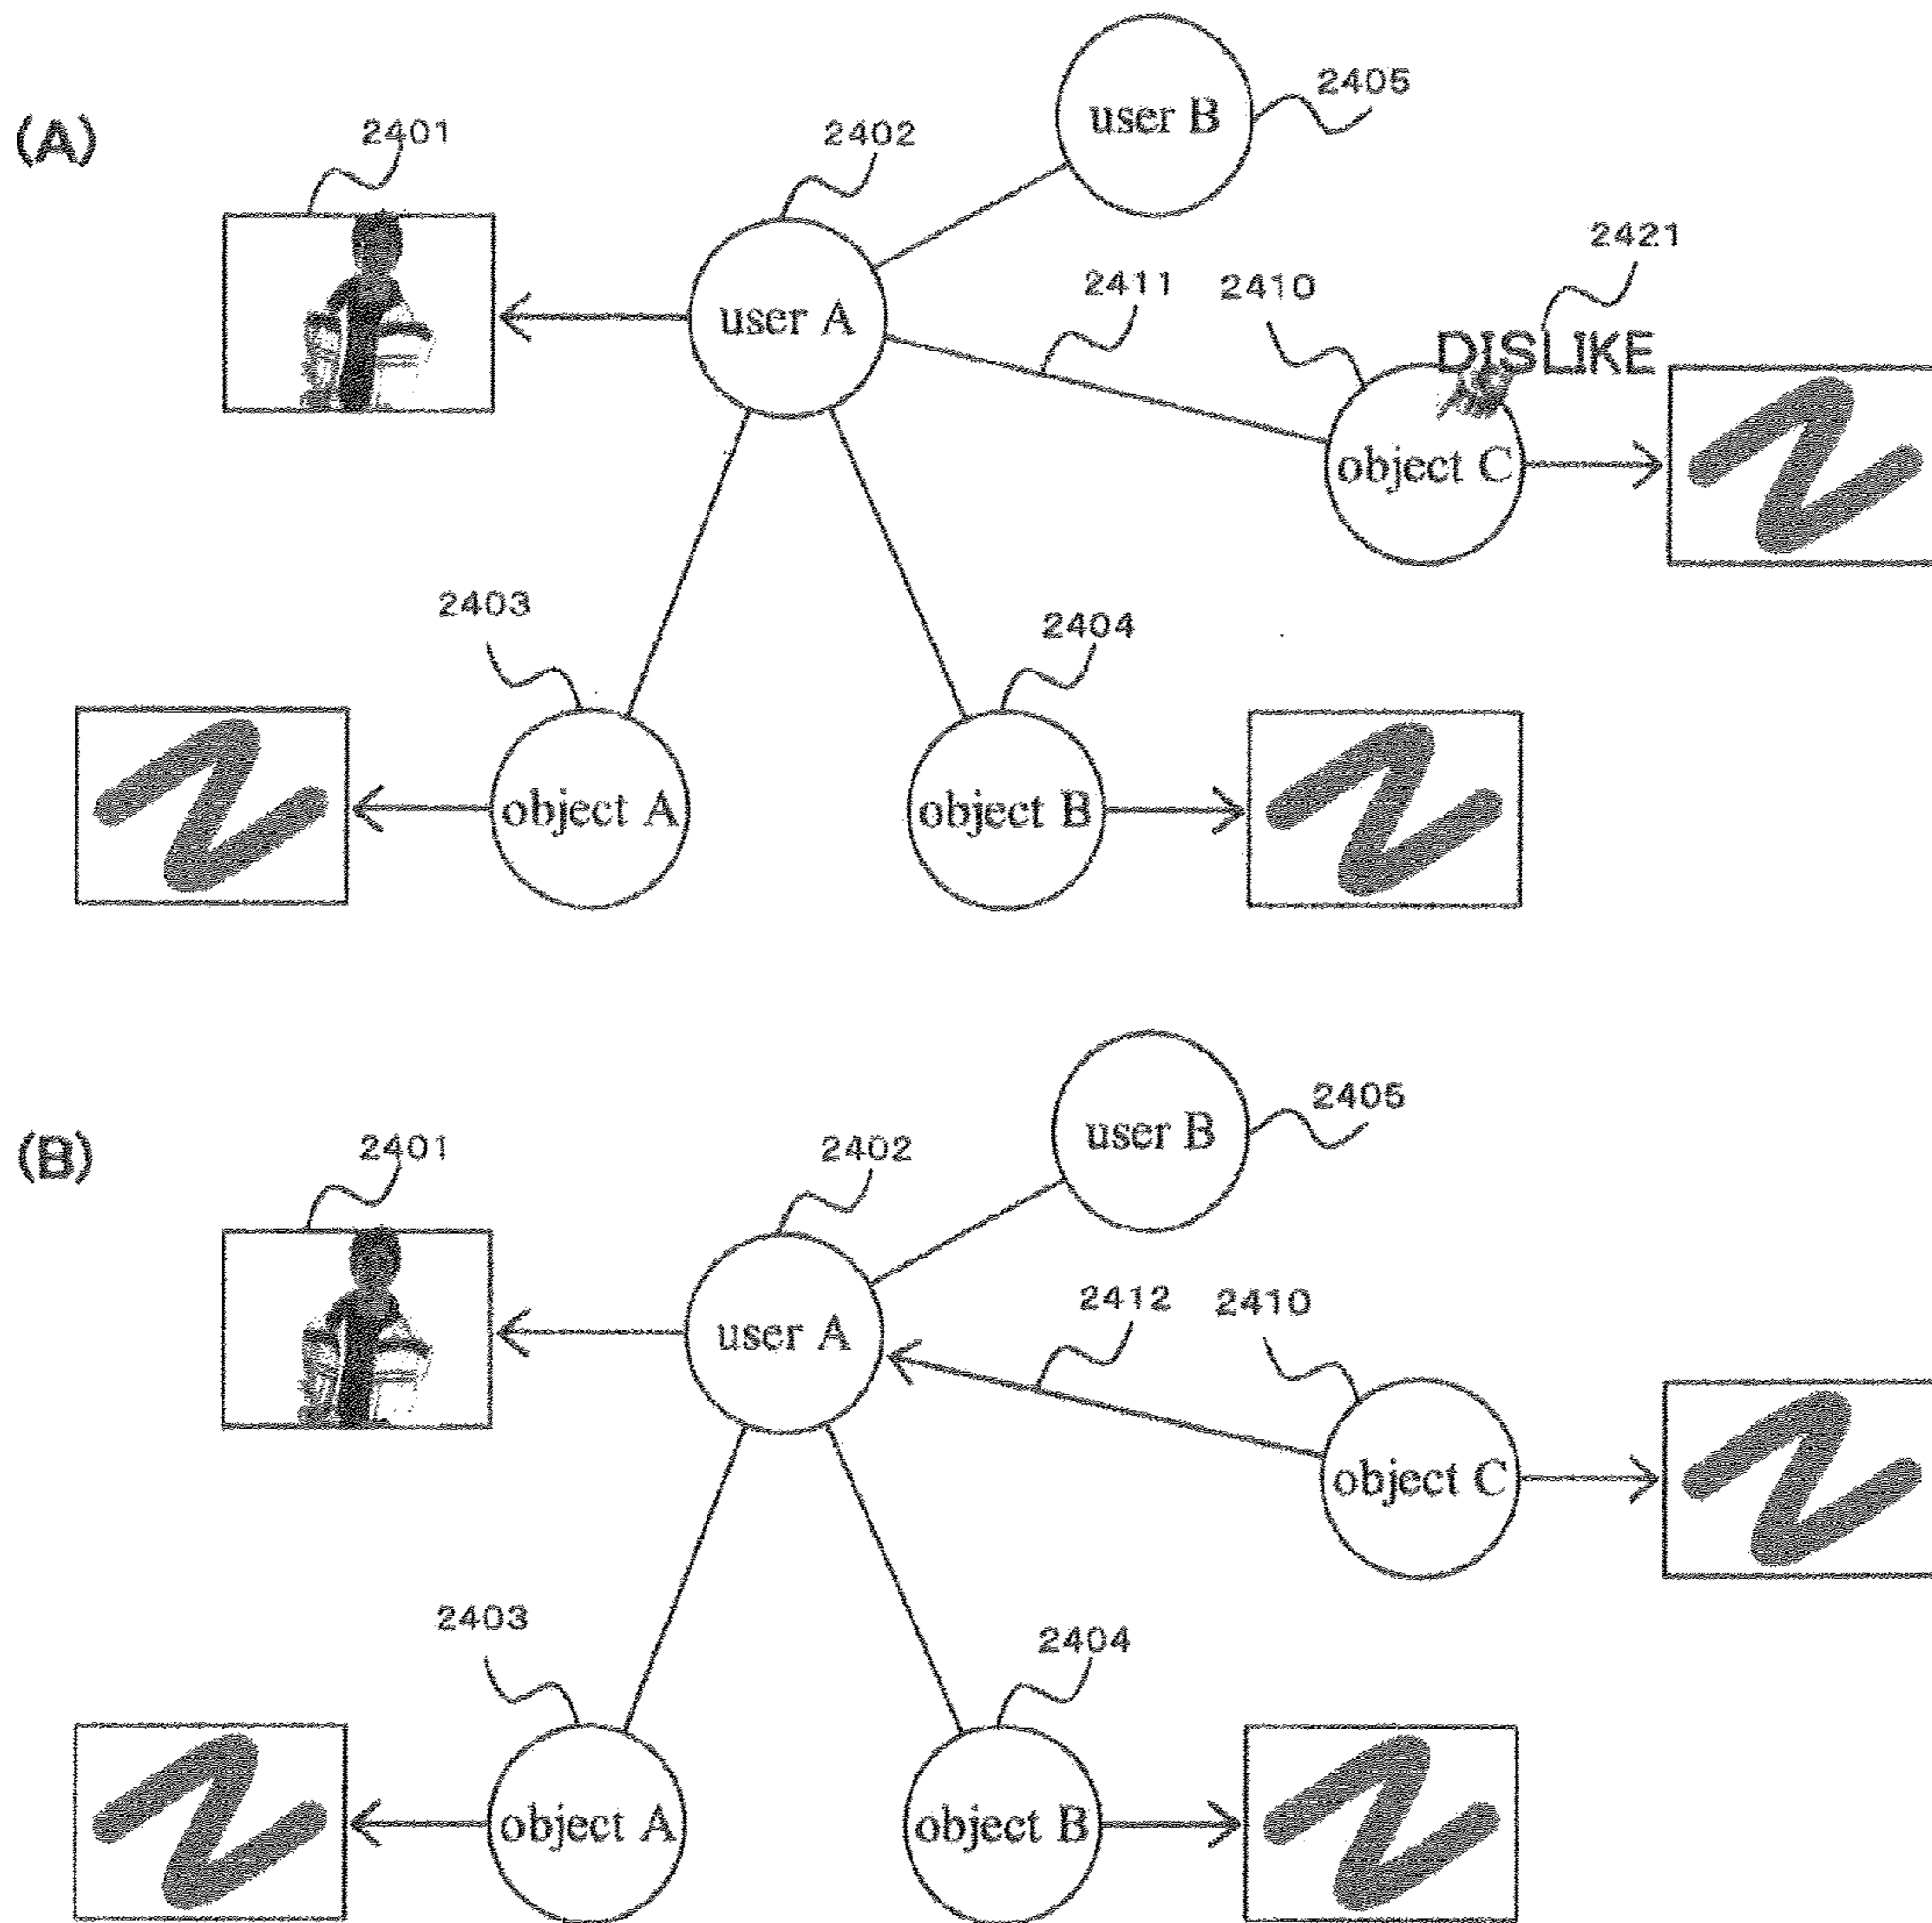 (A)
2401
2402
user B
2405
user A
2411
2410
2421
DISLIKE
object C
2403
2404
object A
object B
(B)
2401
2402
user B
2405
user A
2412
2410
object C
2403
2404
object A
object B